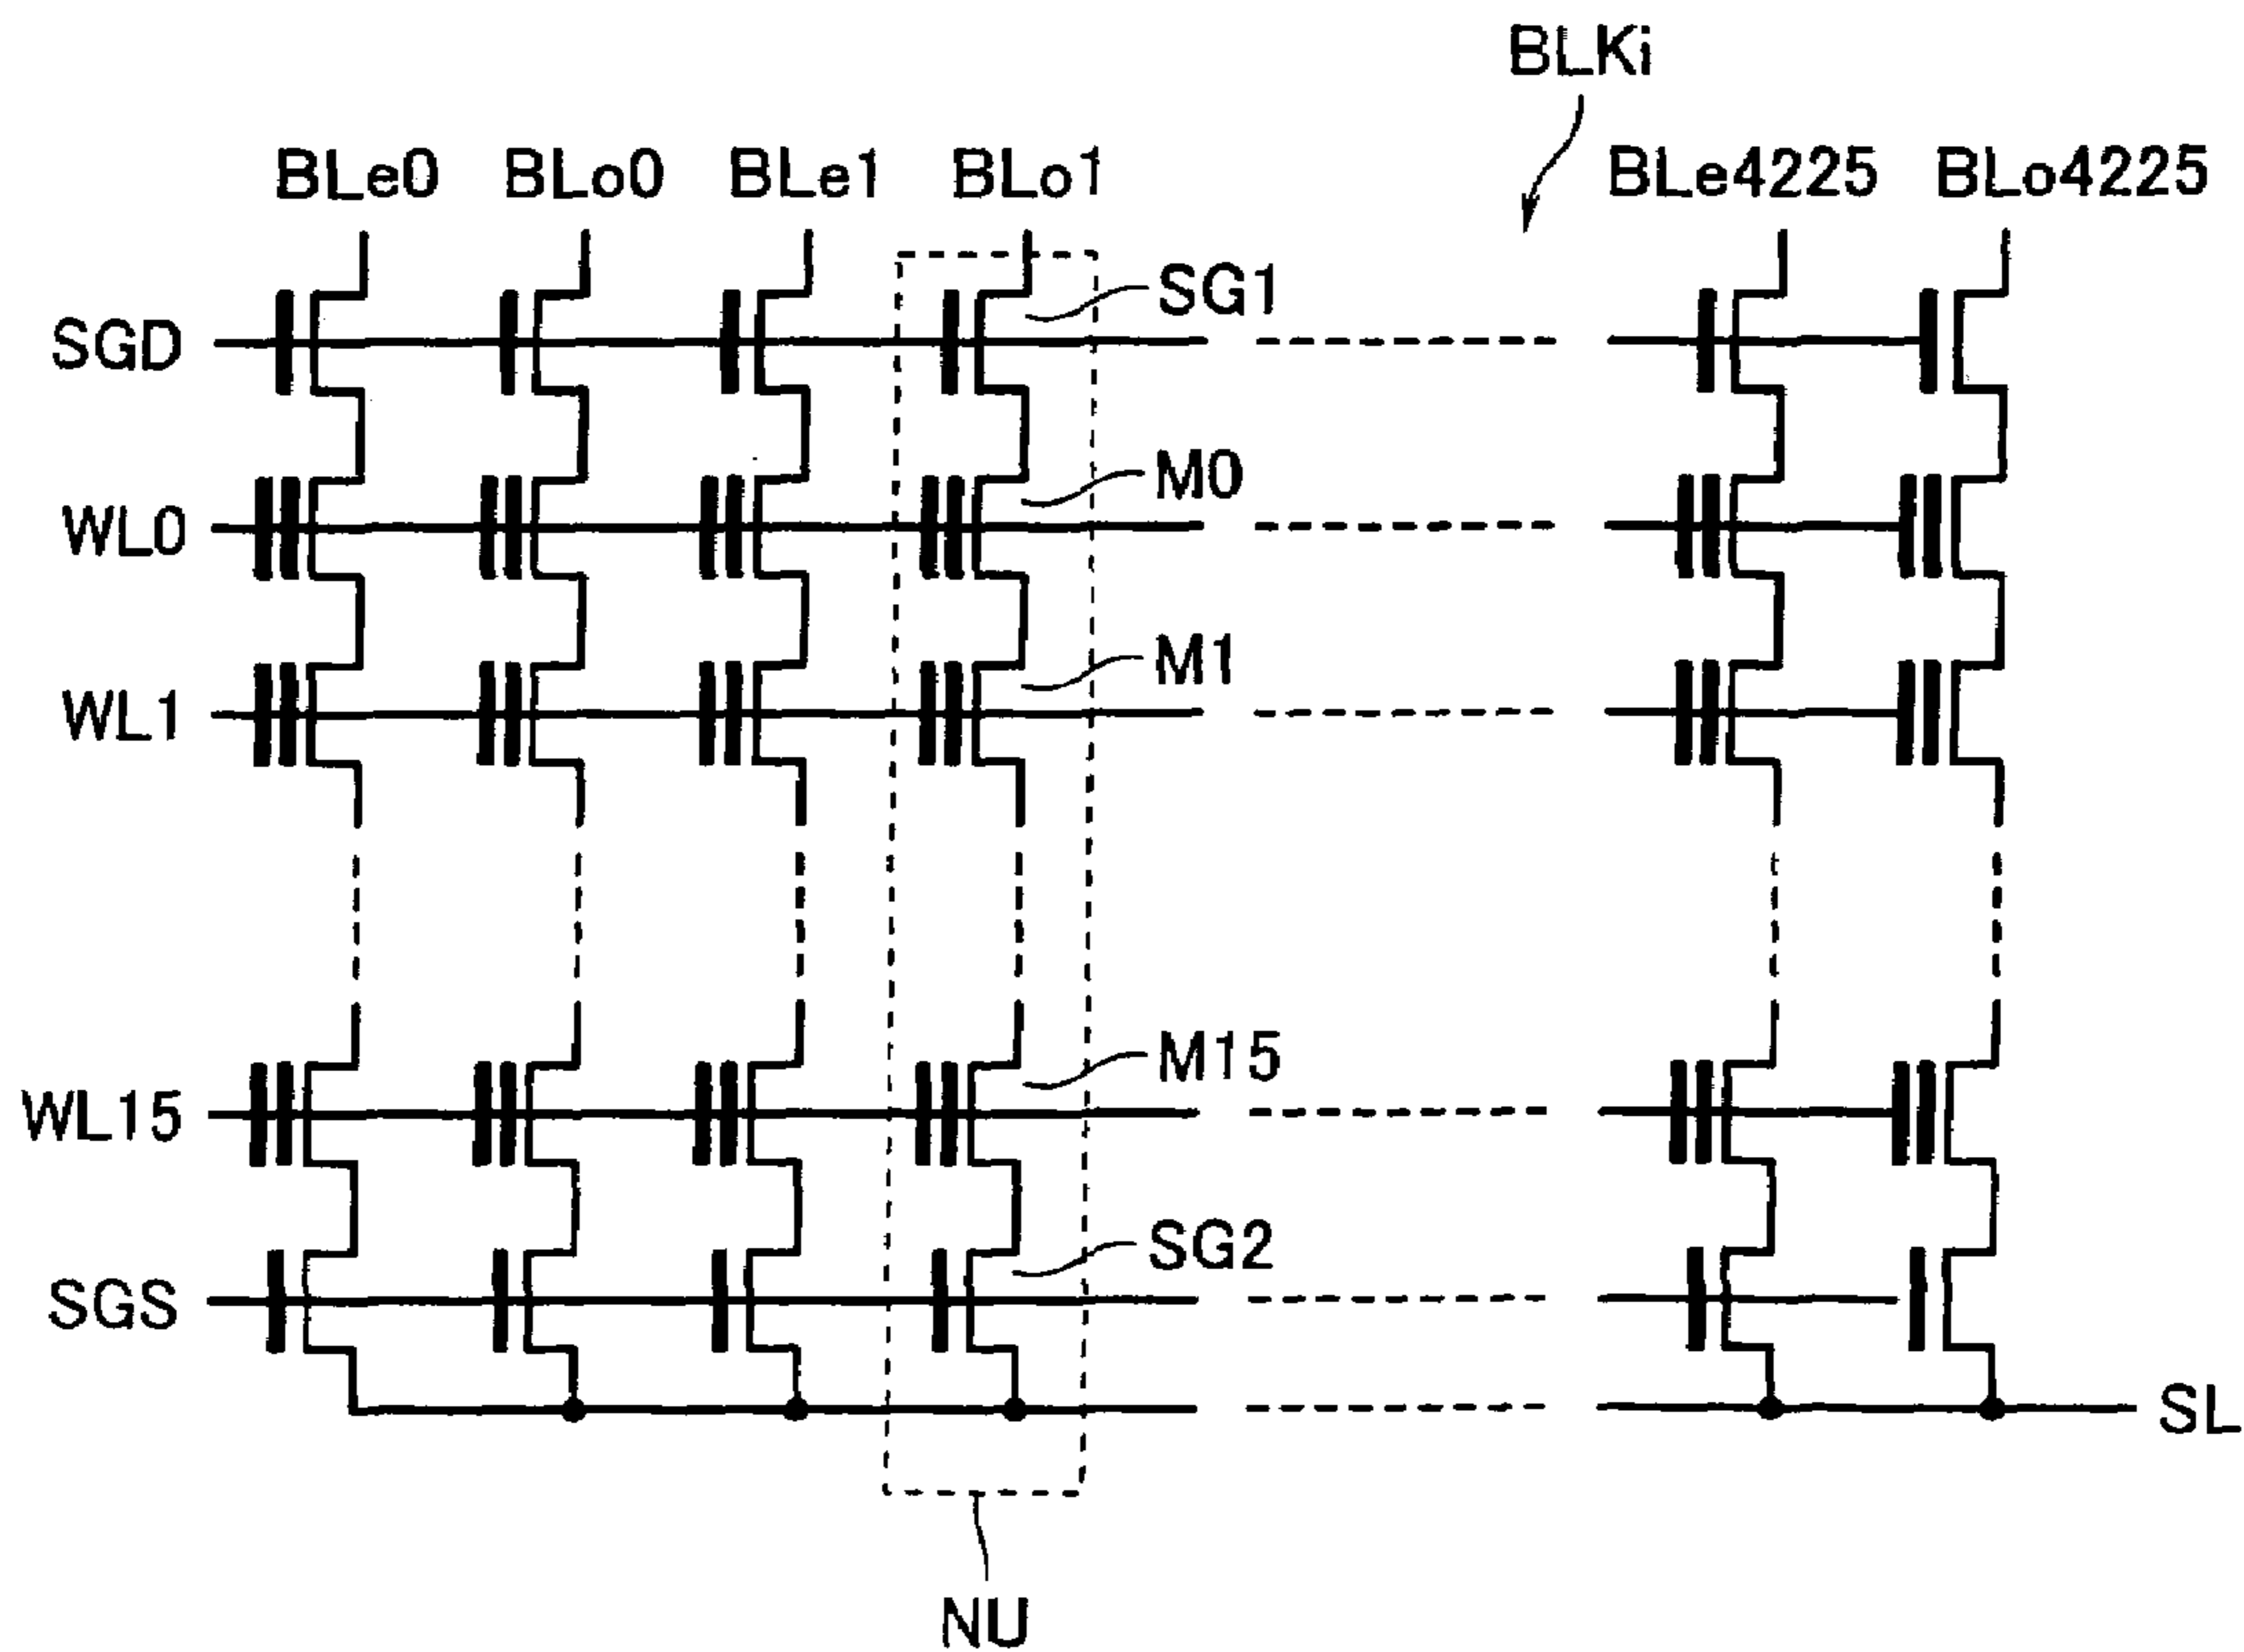 BLKi
BLe0 BLo0 BLe1 BLo1 BLe4225 BLo4225
SG1
SGD
M0
WL0
M1
WL1
M15
WL15
SG2
SGS
SL
NU